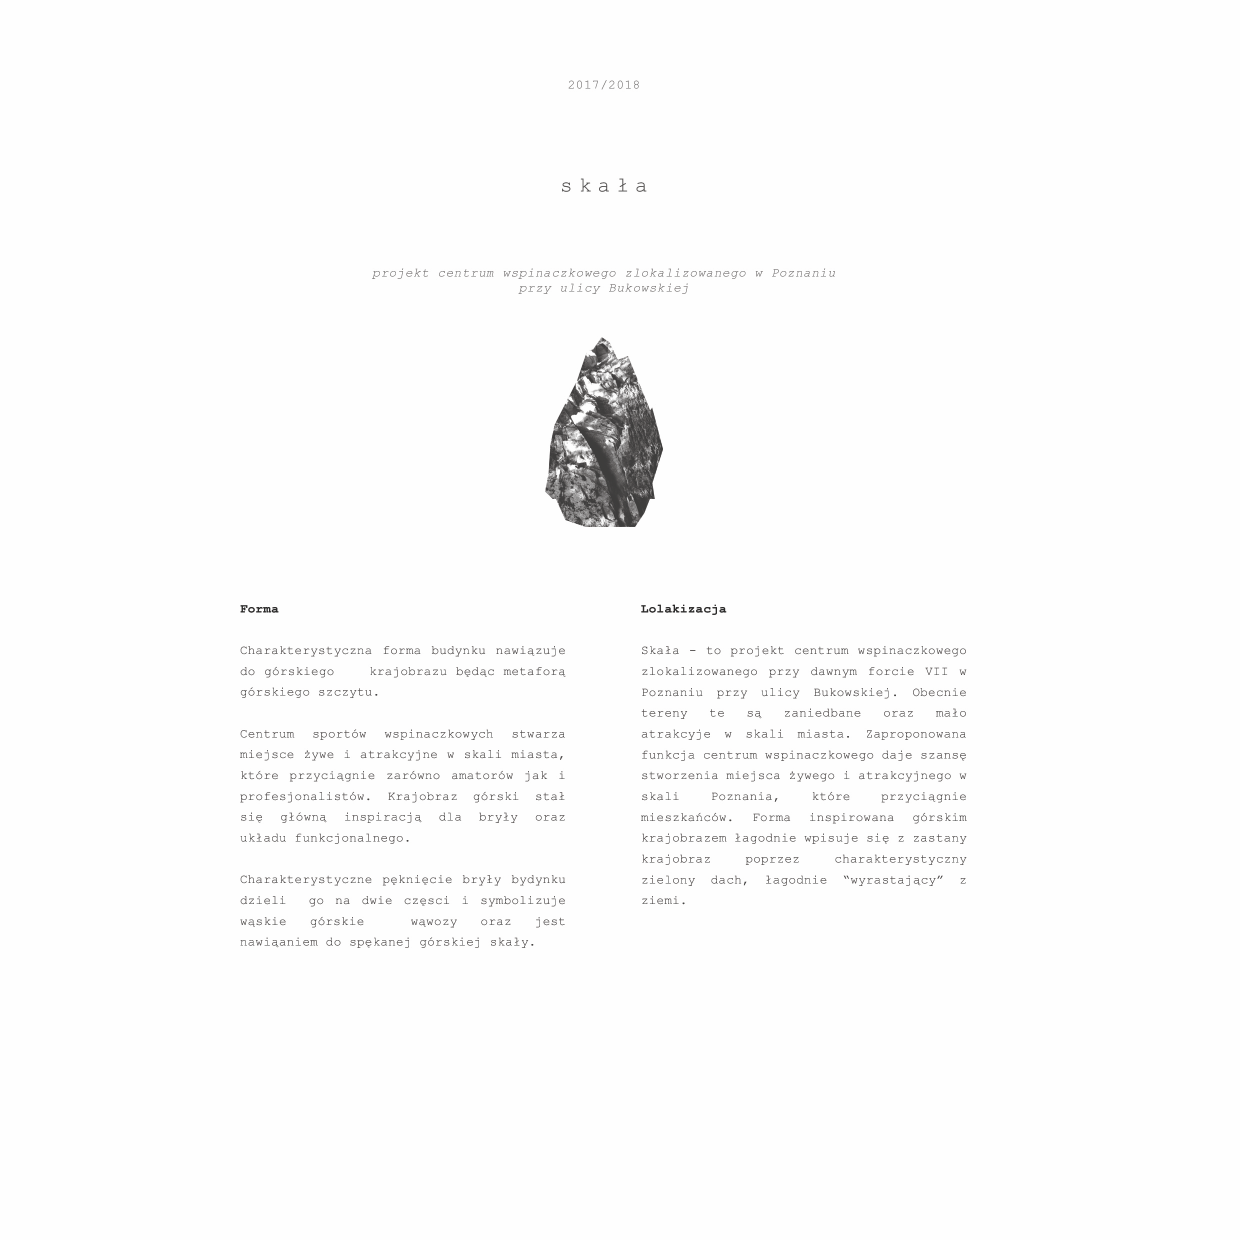 2017/2018
skała
projekt centrum wspinaczkowego zlokalizowanego w Poznaniu
przy ulicy Bukowskiej
Forma
Charakterystyczna forma budynku nawiązuje
do górskiego krajobrazu będąc metaforą
górskiego szczytu.
Centrum sportów wspinaczkowych stwarza
miejsce żywe i atrakcyjne w skali miasta,
które przyciągnie zarówno amatorów jak i
profesjonalistów. Krajobraz górski stał
się główną inspiracją dla bryły oraz
układu funkcjonalnego.
Charakterystyczne pęknięcie bryły bydynku
dzieli go na dwie częsci i symbolizuje
wąskie górskie wąwozy oraz jest
nawiąaniem do spękanej górskiej skały.
Lolakizacja
Skała - to projekt centrum wspinaczkowego
zlokalizowanego przy dawnym forcie VII w
Poznaniu przy ulicy Bukowskiej. Obecnie
tereny te są zaniedbane oraz mało
atrakcyje w skali miasta. Zaproponowana
funkcja centrum wspinaczkowego daje szansę
stworzenia miejsca żywego i atrakcyjnego w
skali Poznania, które przyciągnie
mieszkańców. Forma inspirowana górskim
krajobrazem łagodnie wpisuje się z zastany
krajobraz poprzez charakterystyczny
zielony dach, łagodnie “wyrastający” z
ziemi.